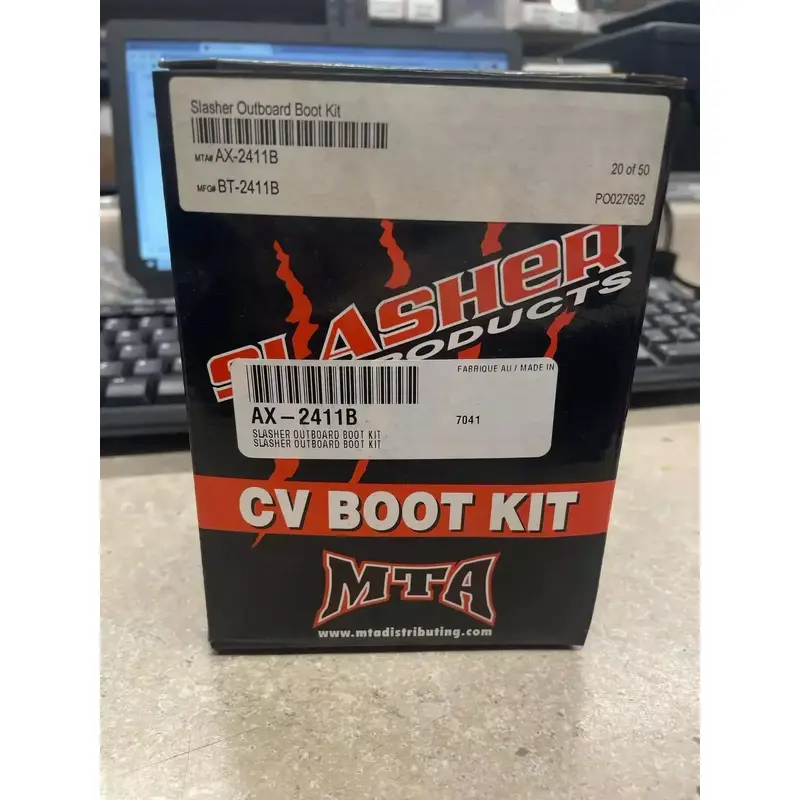 Slasher Outboard Boot Kit
MTA# AX-2411B
20 of 50
MFG# BT-2411B
PO027692
SLASHER
PRODUCTS
FABRIQUE AU / MADE IN
AX-2411B
7041
SLASHER OUTBOARD BOOT KIT
SLASHER OUTBOARD BOOT KIT
CV BOOT KIT
MTA
www.mtadistributing.com